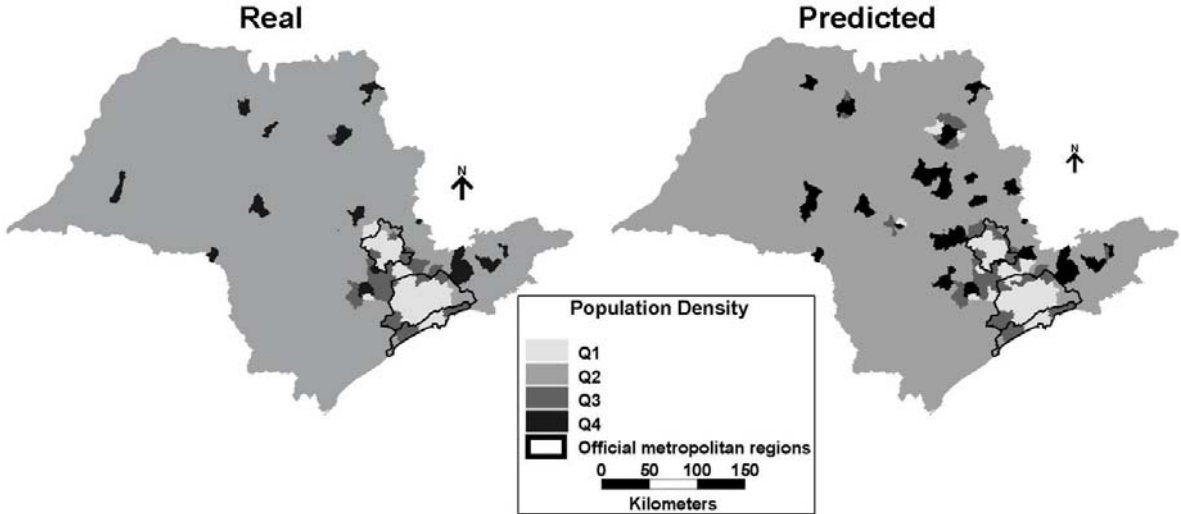 Real
Predicted
N
N
Population Density
Q1
Q2
Q3
Q4
Official metropolitan regions
0 50 100 150
Kilometers